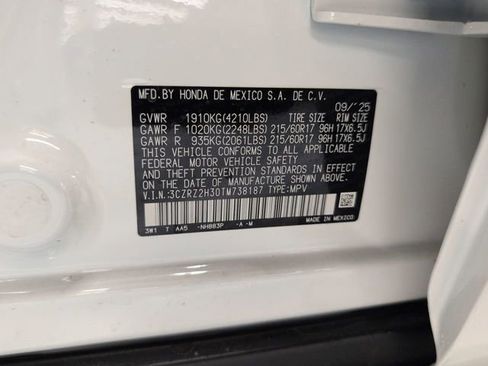 MFD.BY HONDA DE MEXICO S.A. DE C.V.
09/'25
GVWR 1910KG(4210LBS) TIRE SIZE RIM SIZE
GAWR F 1020KG(2248LBS) 215/60R17 96H 17X6.5J
GAWR R 935KG(2061LBS) 215/60R17 96H 17X6.5J
THIS VEHICLE CONFORMS TO ALL APPLICABLE
FEDERAL MOTOR VEHICLE SAFETY
AND THEFT PREVENTION STANDARDS IN EFFECT
ON THE DATE OF MANUFACTURE SHOWN ABOVE.
V.I.N.:3CZRZ2H30TM738187 TYPE:MPV
3W1 T AA5 -NH883P -A -M
MADE IN MEXICO